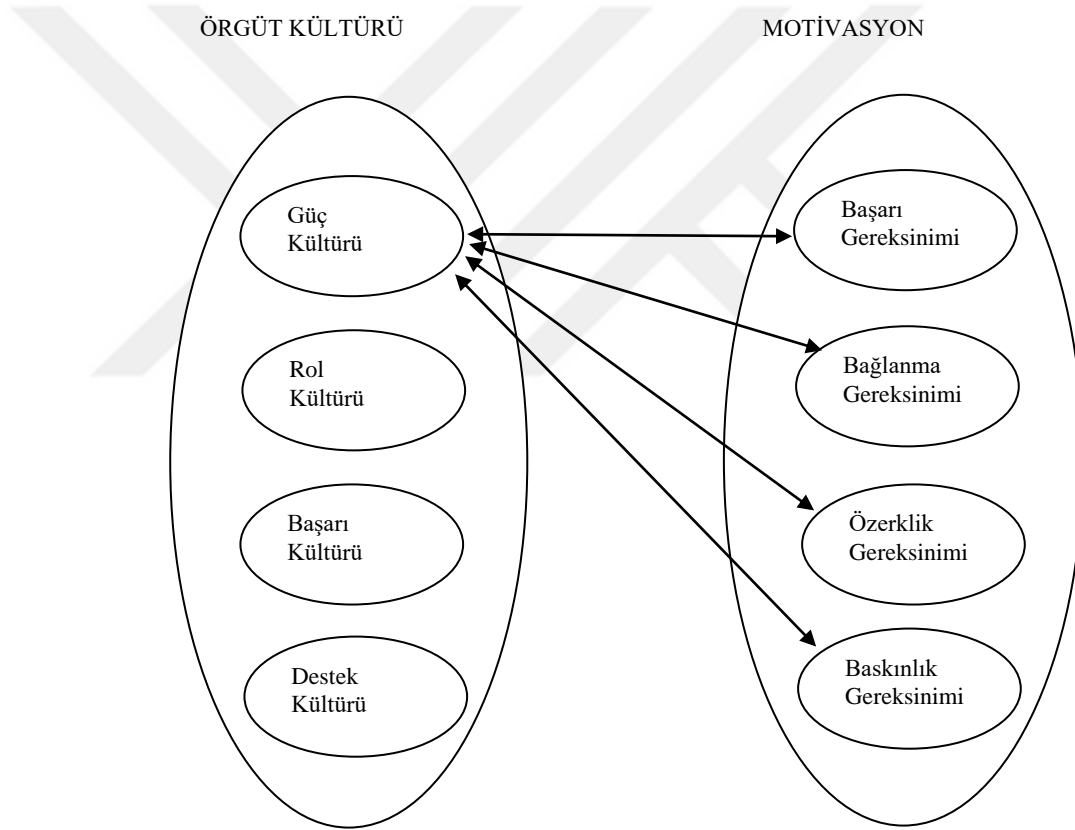 ÖRGÜT KÜLTÜRÜ
MOTİVASYON
Güç
Kültürü
Rol
Kültürü
Başarı
Kültürü
Destek
Kültürü
Başarı
Gereksinimi
Bağlanma
Gereksinimi
Özerklik
Gereksinimi
Baskınlık
Gereksinimi